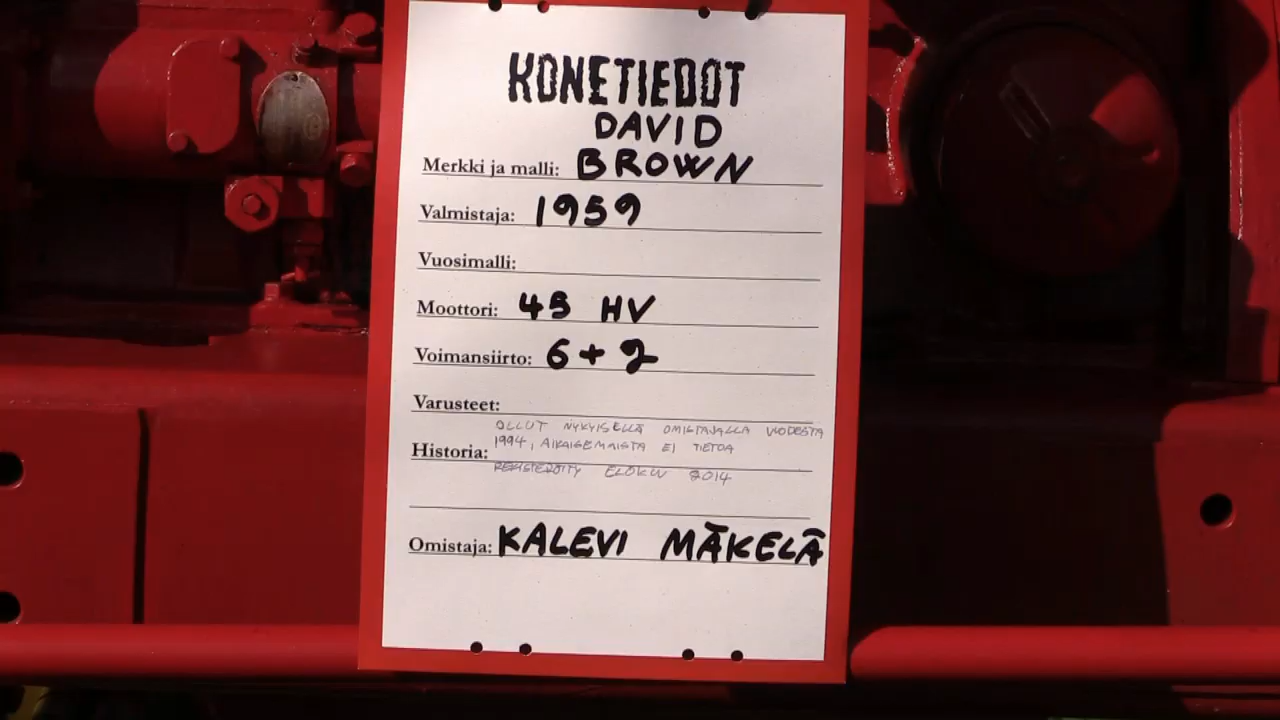 KONETIEDOT
DAVID
Merkki ja malli: BROWN
Valmistaja: 1959
Vuosimalli:
Moottori: 45 HV
Voimansiirto: 6 + 2
Varusteet:
OLLUT NYKYISELLÄ OMISTAJALLA VUODESTA
1994, AIKAISEMMISTA EI TIETOA
Historia:
REKISTERÖITY ELOKUU 2014
Omistaja: KALEVI MÄKELÄ